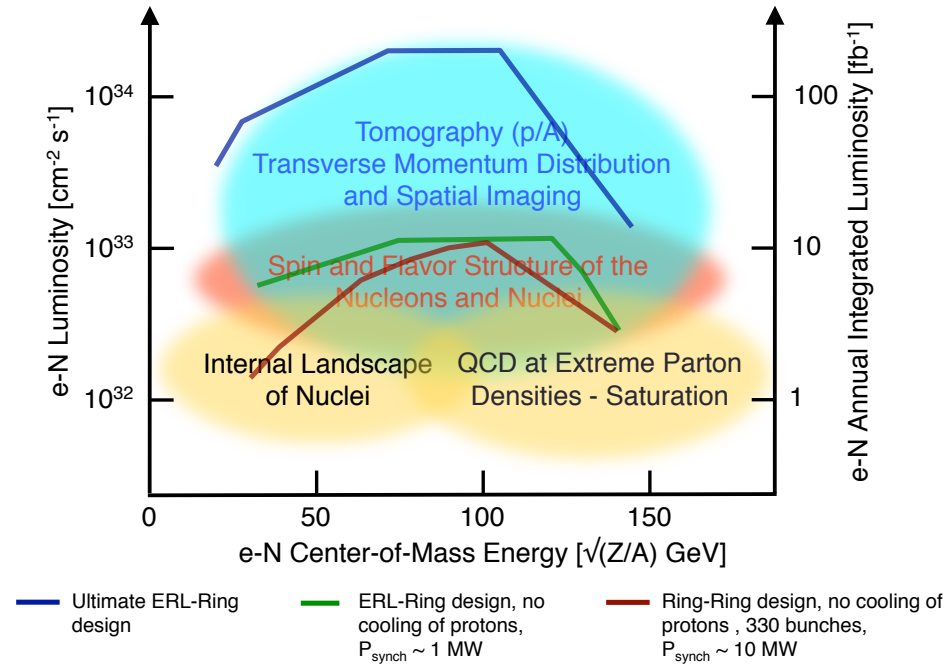 e-N Luminosity [cm-2 s-1]
10^34
10^33
10^32
Tomography (p/A)
Transverse Momentum Distribution
and Spatial Imaging
Spin and Flavor Structure of the
Nucleons and Nuclei
Internal Landscape
of Nuclei
QCD at Extreme Parton
Densities - Saturation
100
10
1
e-N Annual Integrated Luminosity [fb-1]
0
50
100
150
e-N Center-of-Mass Energy [√(Z/A) GeV]
Ultimate ERL-Ring
design
ERL-Ring design, no
cooling of protons,
Psynch ~ 1 MW
Ring-Ring design, no cooling of
protons , 330 bunches,
Psynch ~ 10 MW